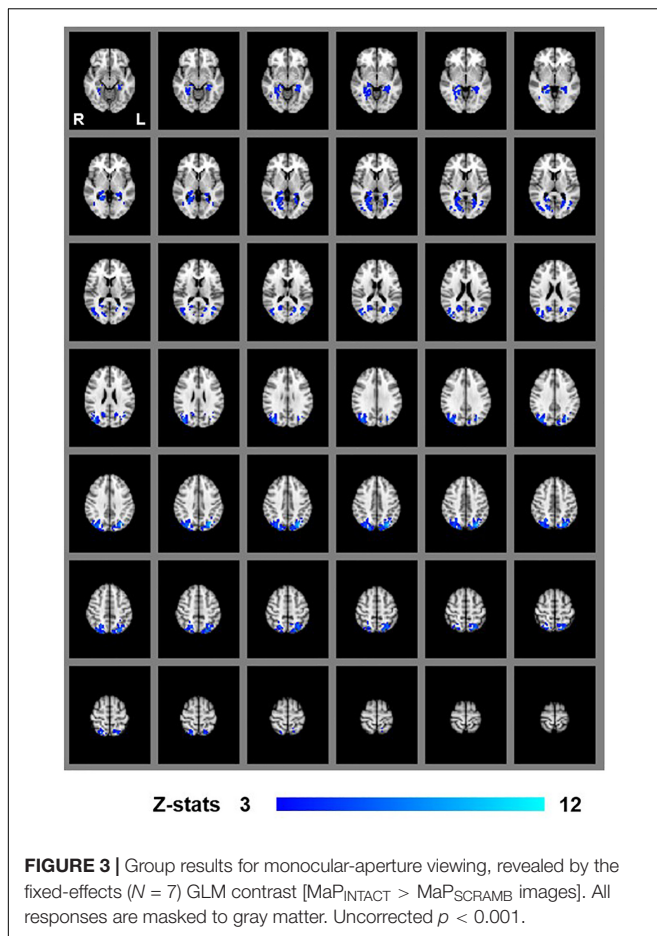 R L
Z-stats 3 12
FIGURE 3 | Group results for monocular-aperture viewing, revealed by the
fixed-effects (N = 7) GLM contrast [MaPINTACT > MaPSCRAMB images]. All
responses are masked to gray matter. Uncorrected p < 0.001.